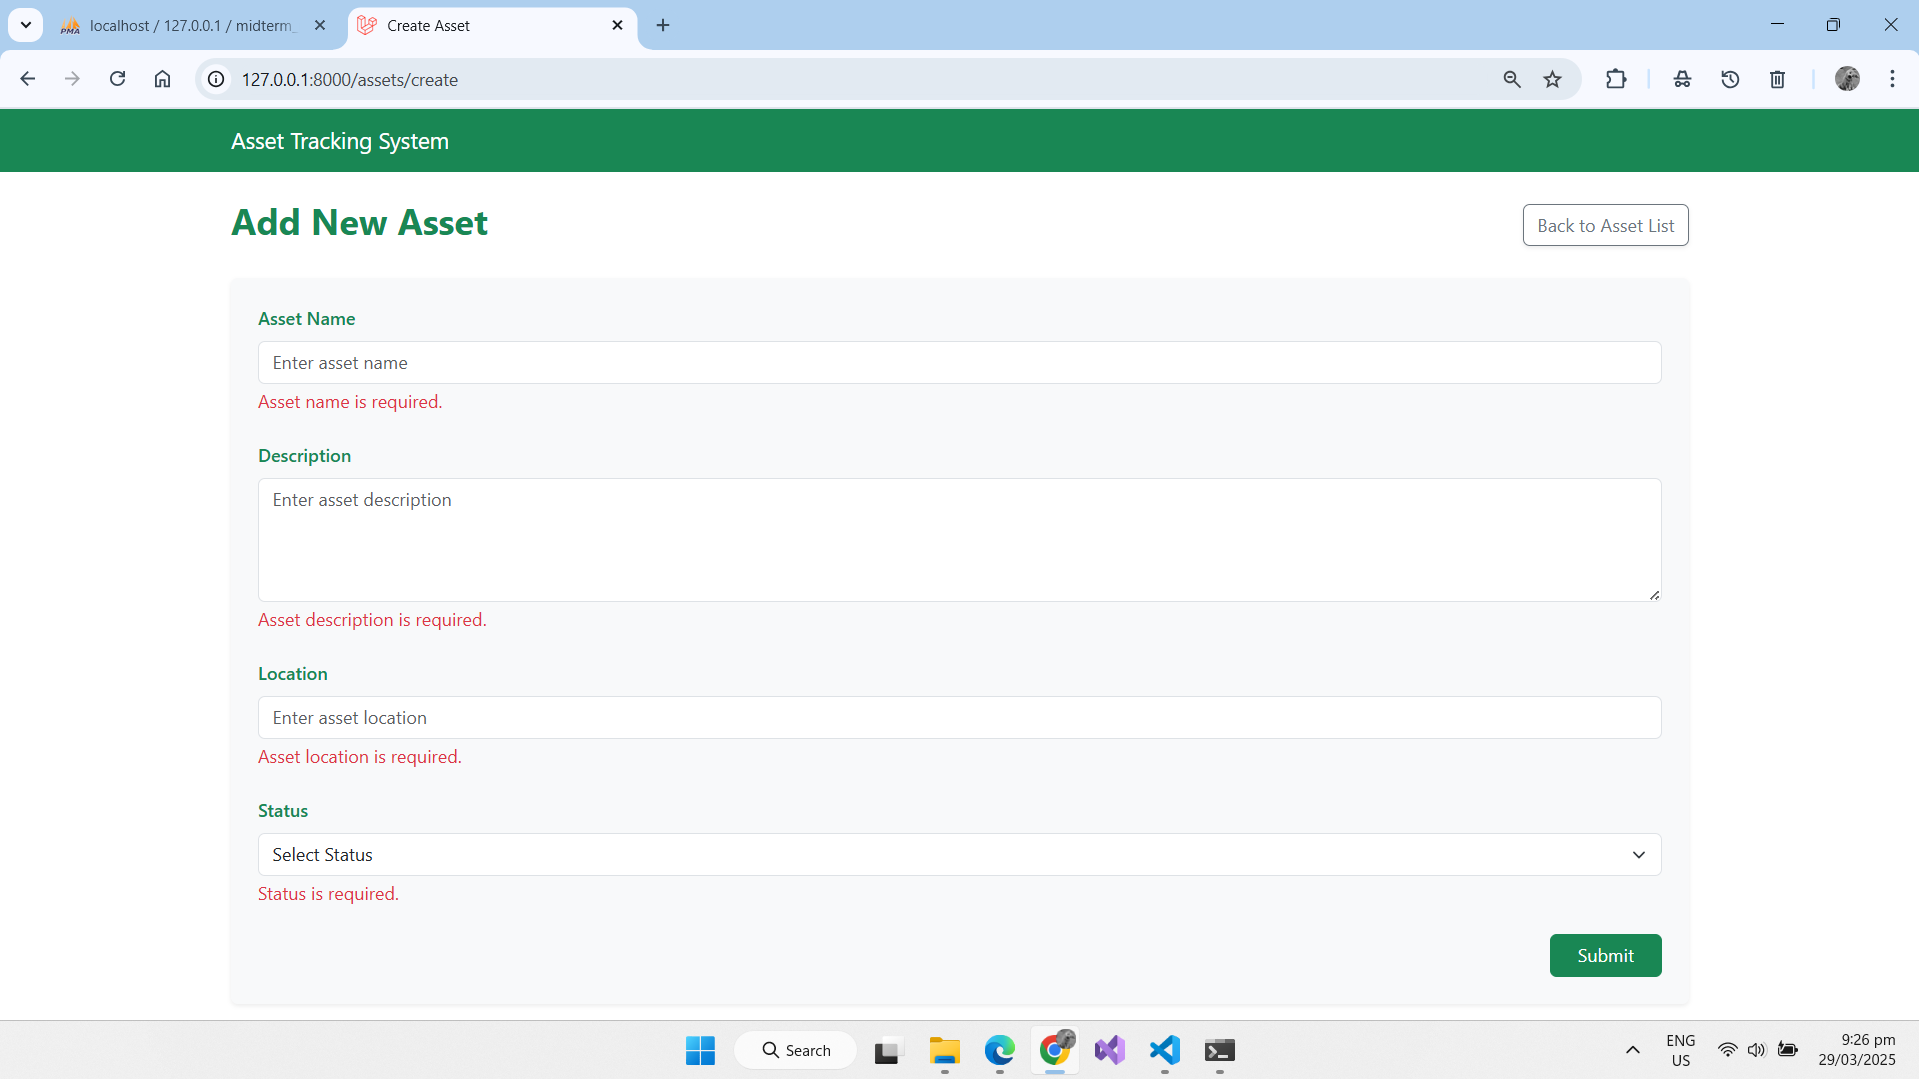 localhost / 127.0.0.1 / midterm_
Create Asset
127.0.0.1:8000/assets/create
Asset Tracking System
Add New Asset
Back to Asset List
Asset Name
Enter asset name
Asset name is required.
Description
Enter asset description
Asset description is required.
Location
Enter asset location
Asset location is required.
Status
Select Status
Status is required.
Submit
Search
ENG
US
9:26 pm
29/03/2025